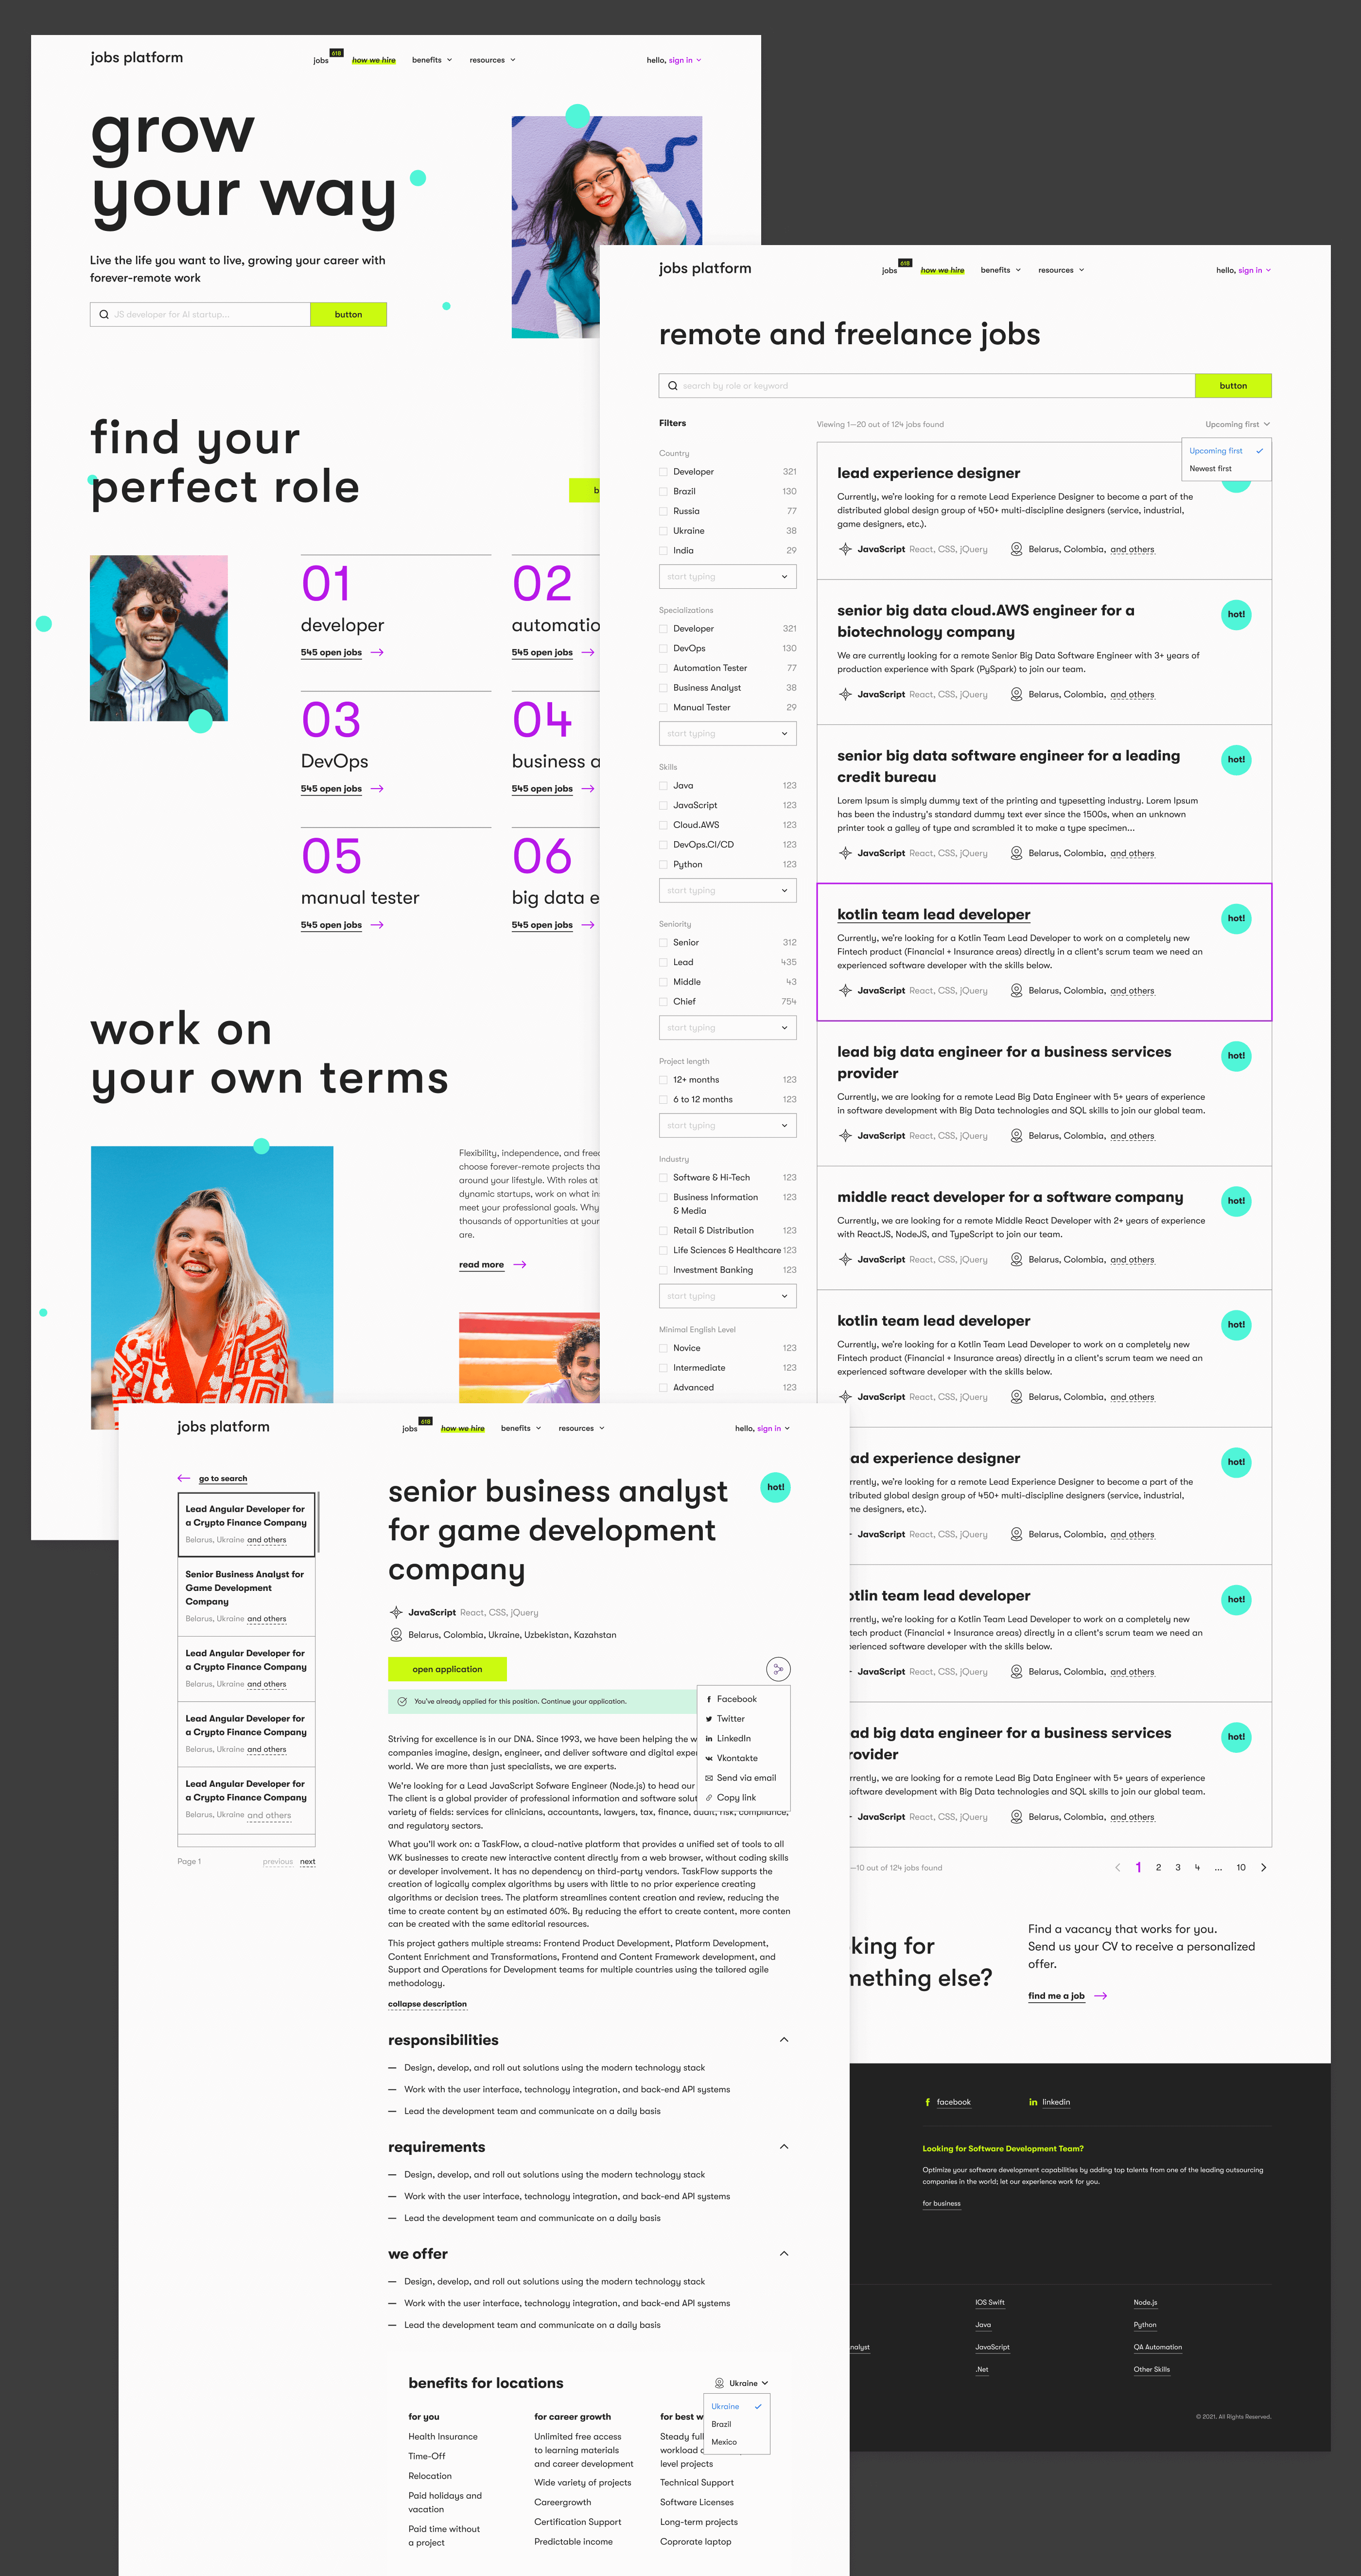 jobs platform
jobs 618 how we hire benefits resources
hello, sign in
grow
your way
Live the life you want to live, growing your career with
forever-remote work
JS developer for AI startup...
button
find your
perfect role
01
developer
545 open jobs
02
545 open jobs
03
DevOps
545 open jobs
04
business
545 open jobs
05
manual tester
545 open jobs
06
big data
545 open jobs
work on
your own terms
Flexibility, independence, and
choose forever-remote projects
around your lifestyle. With roles at
dynamic startups, work on what
meet your professional goals. Why
thousands of opportunities at your
are.
read more
jobs platform
jobs 618 how we hire benefits resources
hello, sign in
remote and freelance jobs
search by role or keyword
button
Filters
Country
Developer 321
Brazil 130
Russia 77
Ukraine 38
India 29
start typing
Specializations
Developer 321
DevOps 130
Automation Tester 77
Business Analyst 38
Manual Tester 29
start typing
Skills
Java 123
JavaScript 123
Cloud.AWS 123
DevOps.CI/CD 123
Python 123
start typing
Seniority
Senior 312
Lead 435
Middle 43
Chief 754
start typing
Project length
12+ months 123
6 to 12 months 123
start typing
Industry
Software & Hi-Tech 123
Business Information 123
& Media
Retail & Distribution 123
Life Sciences & Healthcare 123
Investment Banking 123
start typing
Minimal English Level
Novice 123
Intermediate 123
Advanced 123
Viewing 1—20 out of 124 jobs found
Upcoming first
Upcoming first
Newest first
lead experience designer
Currently, we're looking for a remote Lead Experience Designer to become a part of the
distributed global design group of 450+ multi-discipline designers (service, industrial,
game designers, etc.).
JavaScript React, CSS, jQuery Belarus, Colombia, and others
senior big data cloud.AWS engineer for a
biotechnology company
hot!
We are currently looking for a remote Senior Big Data Software Engineer with 3+ years of
production experience with Spark (PySpark) to join our team.
JavaScript React, CSS, jQuery Belarus, Colombia, and others
senior big data software engineer for a leading
credit bureau
hot!
Lorem Ipsum is simply dummy text of the printing and typesetting industry. Lorem Ipsum
has been the industry's standard dummy text ever since the 1500s, when an unknown
printer took a galley of type and scrambled it to make a type specimen...
JavaScript React, CSS, jQuery Belarus, Colombia, and others
kotlin team lead developer
hot!
Currently, we're looking for a Kotlin Team Lead Developer to work on a completely new
Fintech product (Financial + Insurance areas) directly in a client's scrum team we need an
experienced software developer with the skills below.
JavaScript React, CSS, jQuery Belarus, Colombia, and others
lead big data engineer for a business services
provider
hot!
Currently, we are looking for a remote Lead Big Data Engineer with 5+ years of experience
in software development with Big Data technologies and SQL skills to join our global team.
JavaScript React, CSS, jQuery Belarus, Colombia, and others
middle react developer for a software company
hot!
Currently, we are looking for a remote Middle React Developer with 2+ years of experience
with ReactJS, NodeJS, and TypeScript to join our team.
JavaScript React, CSS, jQuery Belarus, Colombia, and others
kotlin team lead developer
hot!
Currently, we're looking for a Kotlin Team Lead Developer to work on a completely new
Fintech product (Financial + Insurance areas) directly in a client's scrum team we need an
experienced software developer with the skills below.
JavaScript React, CSS, jQuery Belarus, Colombia, and others
experience designer
hot!
we're looking for a remote Lead Experience Designer to become a part of the
global design group of 450+ multi-discipline designers (service, industrial,
designers, etc.).
JavaScript React, CSS, jQuery Belarus, Colombia, and others
team lead developer
hot!
we're looking for a Kotlin Team Lead Developer to work on a completely new
product (Financial + Insurance areas) directly in a client's scrum team we need an
software developer with the skills below.
JavaScript React, CSS, jQuery Belarus, Colombia, and others
big data engineer for a business services
hot!
we are looking for a remote Lead Big Data Engineer with 5+ years of experience
software development with Big Data technologies and SQL skills to join our global team.
JavaScript React, CSS, jQuery Belarus, Colombia, and others
—10 out of 124 jobs found
1 2 3 4 ... 10
for
else?
Find a vacancy that works for you.
Send us your CV to receive a personalized
offer.
find me a job
facebook
linkedin
Looking for Software Development Team?
Optimize your software development capabilities by adding top talents from one of the leading outsourcing
companies in the world; let our experience work for you.
for business
IOS Swift Node.js
Java Python
JavaScript QA Automation
.Net Other Skills
© 2021. All Rights Reserved.
jobs platform
jobs 618 how we hire benefits resources
hello, sign in
go to search
Lead Angular Developer for
a Crypto Finance Company
Belarus, Ukraine and others
Senior Business Analyst for
Game Development
Company
Belarus, Ukraine and others
Lead Angular Developer for
a Crypto Finance Company
Belarus, Ukraine and others
Lead Angular Developer for
a Crypto Finance Company
Belarus, Ukraine and others
Lead Angular Developer for
a Crypto Finance Company
Belarus, Ukraine and others
Page 1 previous next
senior business analyst
for game development
company
hot!
JavaScript React, CSS, jQuery
Belarus, Colombia, Ukraine, Uzbekistan, Kazahstan
open application
You've already applied for this position. Continue your application.
Facebook
Twitter
LinkedIn
Vkontakte
Send via email
Copy link
Striving for excellence is in our DNA. Since 1993, we have been helping the
companies imagine, design, engineer, and deliver software and digital
world. We are more than just specialists, we are experts.
We're looking for a Lead JavaScript Sofware Engineer (Node.js) to head our
The client is a global provider of professional information and software
variety of fields: services for clinicians, accountants, lawyers, tax, finance, audit, risk, compliance,
and regulatory sectors.
What you'll work on: a TaskFlow, a cloud-native platform that provides a unified set of tools to all
WK businesses to create new interactive content directly from a web browser, without coding skills
or developer involvement. It has no dependency on third-party vendors. TaskFlow supports the
creation of logically complex algorithms by users with little to no prior experience creating
algorithms or decision trees. The platform streamlines content creation and review, reducing the
time to create content by an estimated 60%. By reducing the effort to create content, more conten
can be created with the same editorial resources.
This project gathers multiple streams: Frontend Product Development, Platform Development,
Content Enrichment and Transformations, Frontend and Content Framework development, and
Support and Operations for Development teams for multiple countries using the tailored agile
methodology.
collapse description
responsibilities
— Design, develop, and roll out solutions using the modern technology stack
— Work with the user interface, technology integration, and back-end API systems
— Lead the development team and communicate on a daily basis
requirements
— Design, develop, and roll out solutions using the modern technology stack
— Work with the user interface, technology integration, and back-end API systems
— Lead the development team and communicate on a daily basis
we offer
— Design, develop, and roll out solutions using the modern technology stack
— Work with the user interface, technology integration, and back-end API systems
— Lead the development team and communicate on a daily basis
benefits for locations
Ukraine
Ukraine
Brazil
Mexico
for you
Health Insurance
Time-Off
Relocation
Paid holidays and
vacation
Paid time without
a project
for career growth
Unlimited free access
to learning materials
and career development
Wide variety of projects
Careergrowth
Certification Support
Predictable income
for best
Steady
workload
level projects
Technical Support
Software Licenses
Long-term projects
Coprorate laptop